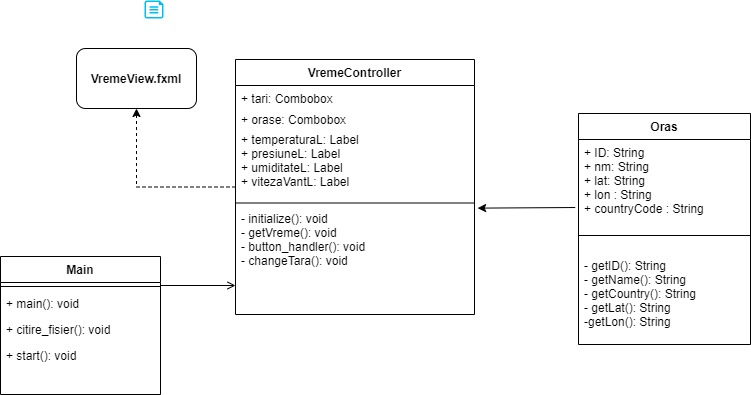 VremeView.fxml
VremeController
+ tari: Combobox
+ orase: Combobox
+ temperaturaL: Label
+ presiuneL: Label
+ umiditateL: Label
+ vitezaVantL: Label
- initialize(): void
- getVreme(): void
- button_handler(): void
- changeTara(): void
Oras
+ ID: String
+ nm: String
+ lat: String
+ lon : String
+ countryCode : String
- getID(): String
- getName(): String
- getCountry(): String
- getLat(): String
-getLon(): String
Main
+ main(): void
+ citire_fisier(): void
+ start(): void